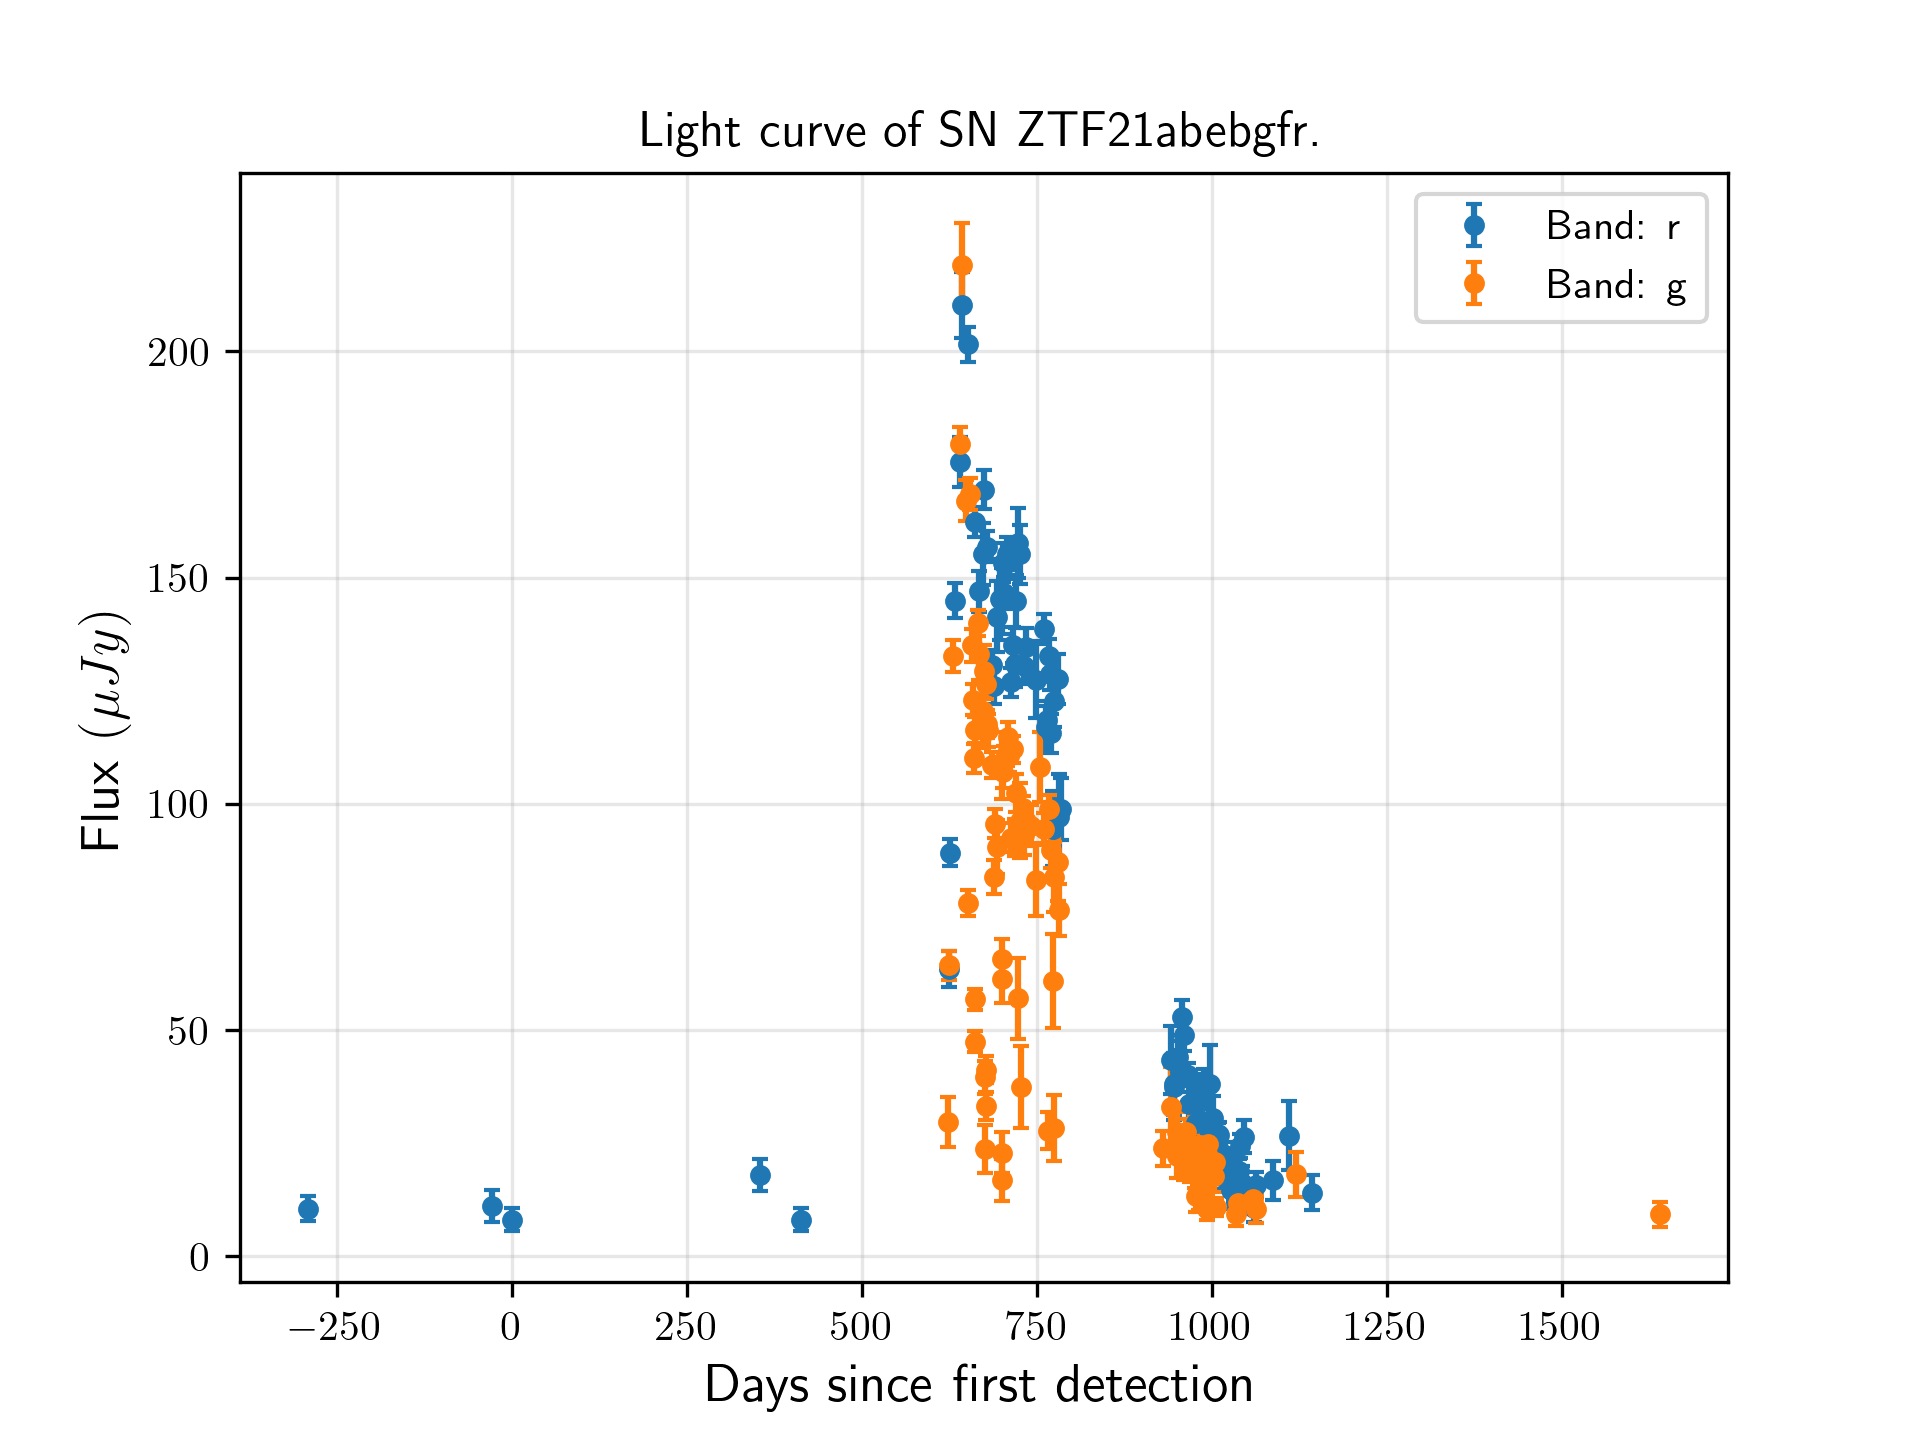 Light curve of SN ZTF21abebgfr.
Band: r
Band: g
Flux (μJy)
200
150
100
50
0
−250 0 250 500 750 1000 1250 1500
Days since first detection